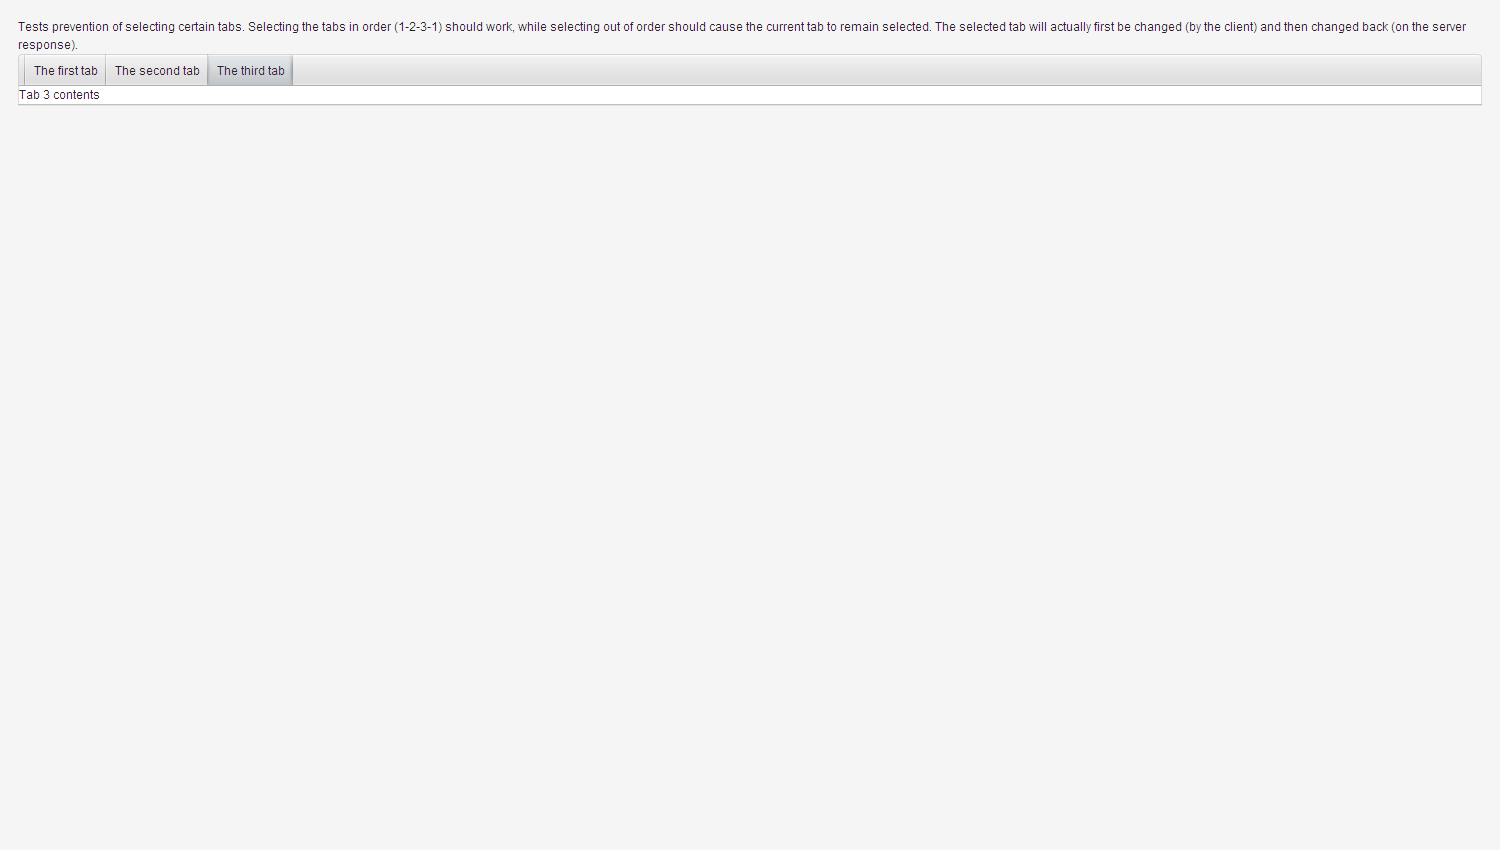 Tests prevention of selecting certain tabs. Selecting the tabs in order (1-2-3-1) should work, while selecting out of order should cause the current tab to remain selected. The selected tab will actually first be changed (by the client) and then changed back (on the server
response).
The first tab The second tab The third tab
Tab 3 contents